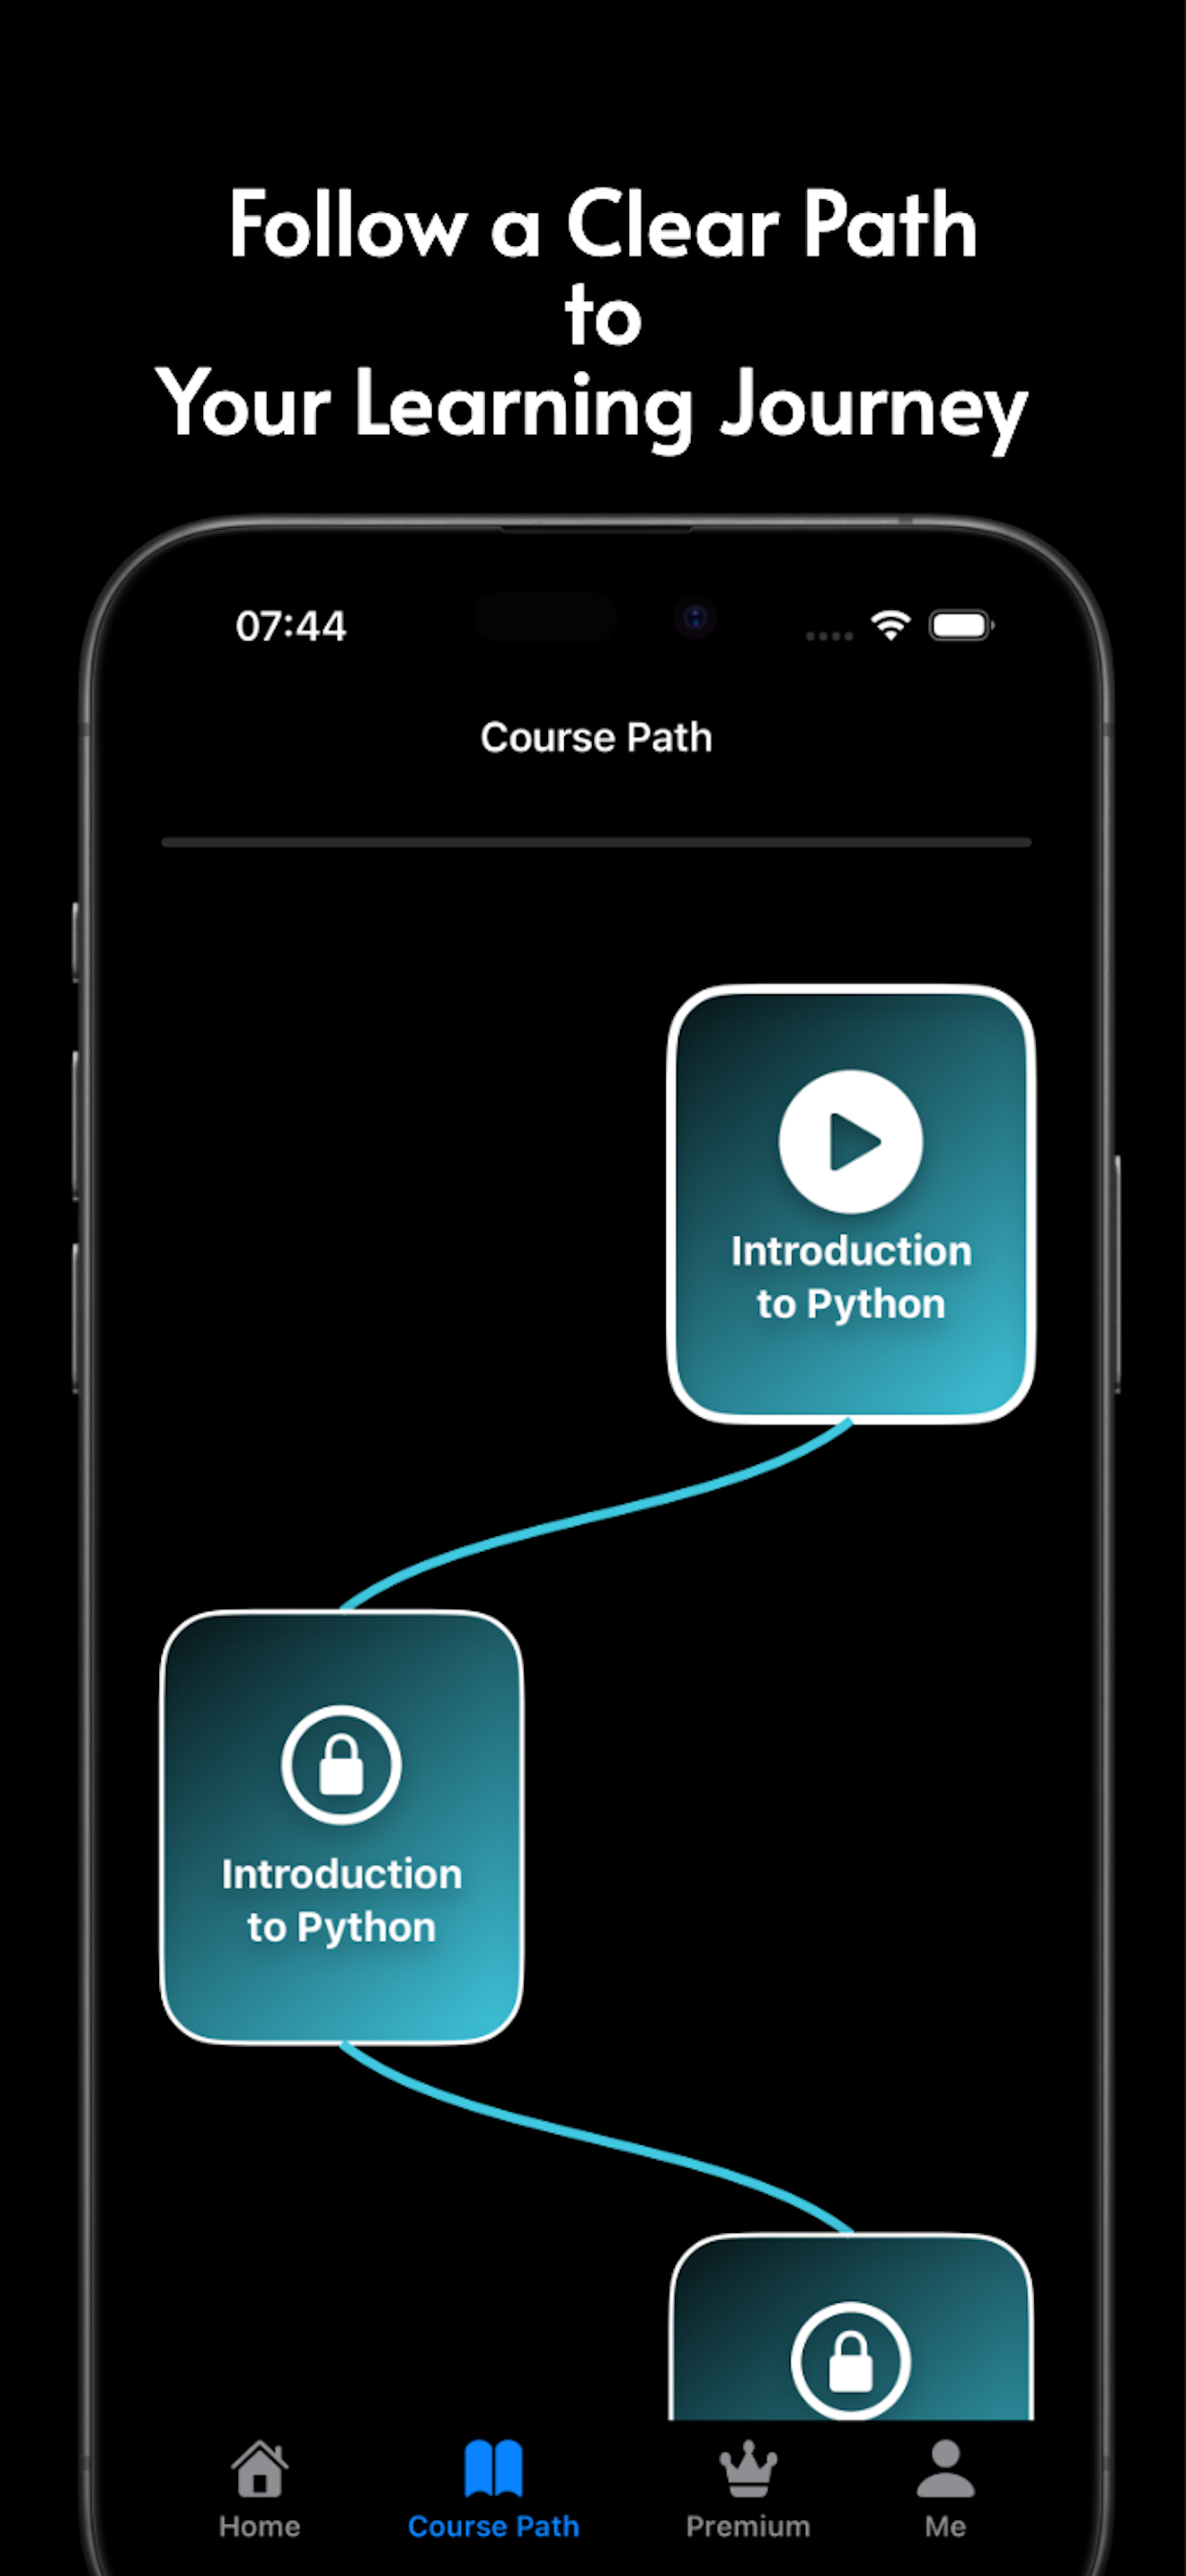 Follow a Clear Path
to
Your Learning Journey
07:44
Course Path
Introduction
to Python
Introduction
to Python
Home
Course Path
Premium
Me